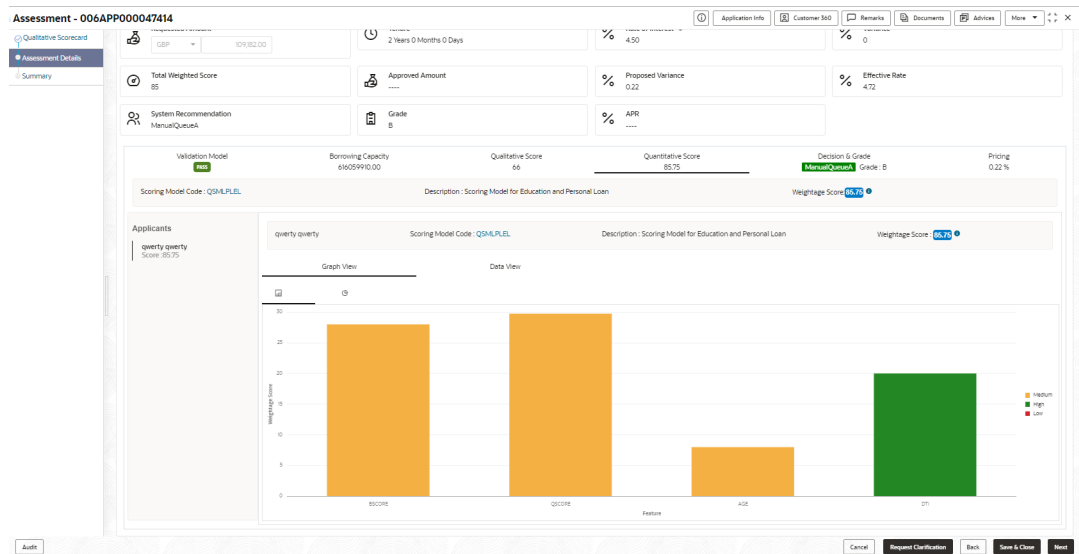 Assessment - 006APP000047414
Application Info
Customer 360
Remarks
Documents
Advices
More
Qualitative Scorecard
Assessment Details
Summary
Requested Amount
GBP
109,182.00
Tenure
2 Years 0 Months 0 Days
Rate of Interest
4.50
Variance
0
Total Weighted Score
85
Approved Amount
----
Proposed Variance
0.22
Effective Rate
4.72
System Recommendation
ManualQueueA
Grade
B
APR
----
Validation Model
PASS
Borrowing Capacity
616059910.00
Qualitative Score
66
Quantitative Score
85.75
Decision & Grade
ManualQueueA Grade : B
Pricing
0.22 %
Scoring Model Code : QSMLPLEL
Description : Scoring Model for Education and Personal Loan
Weightage Score 85.75
Applicants
qwerty qwerty
Score :85.75
qwerty qwerty
Scoring Model Code : QSMLPLEL
Description : Scoring Model for Education and Personal Loan
Weightage Score : 85.75
Graph View
Data View
30
25
20
15
10
5
0
Weightage Score
BSCORE
QSCORE
AGE
DTI
Feature
Medium
High
Low
Audit
Cancel
Request Clarification
Back
Save & Close
Next